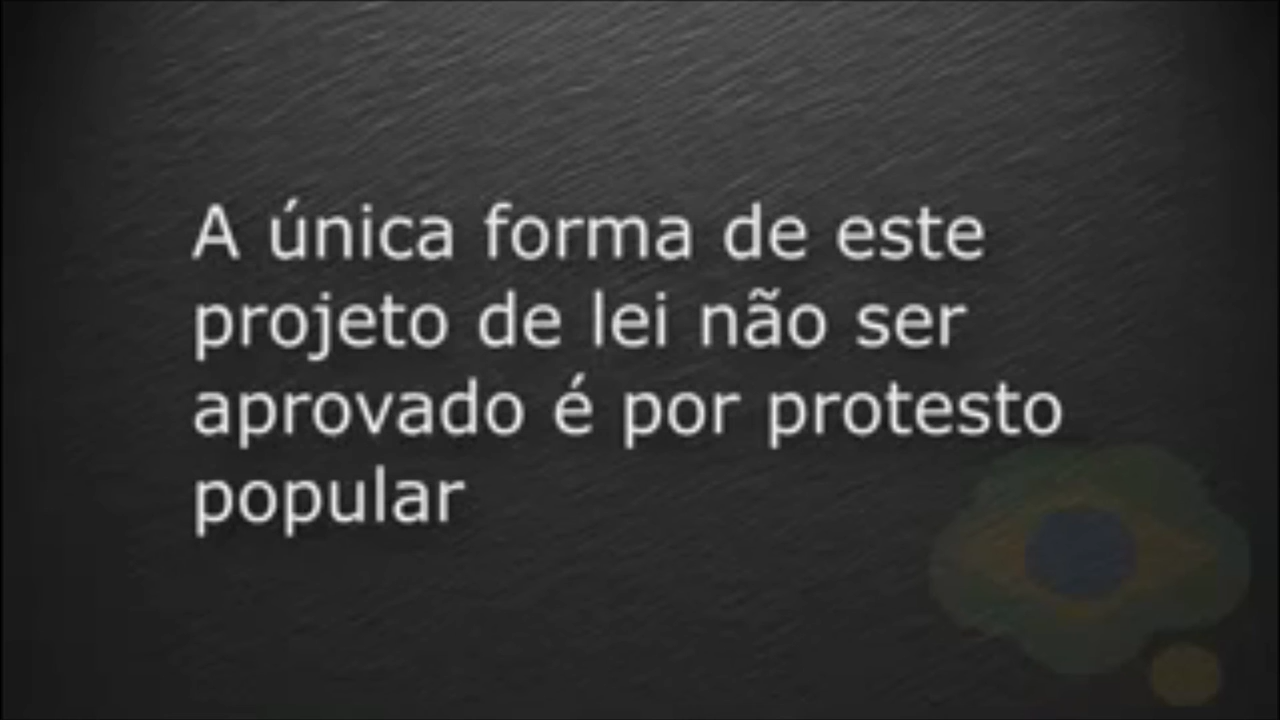 A única forma de este
projeto de lei não ser
aprovado é por protesto
popular